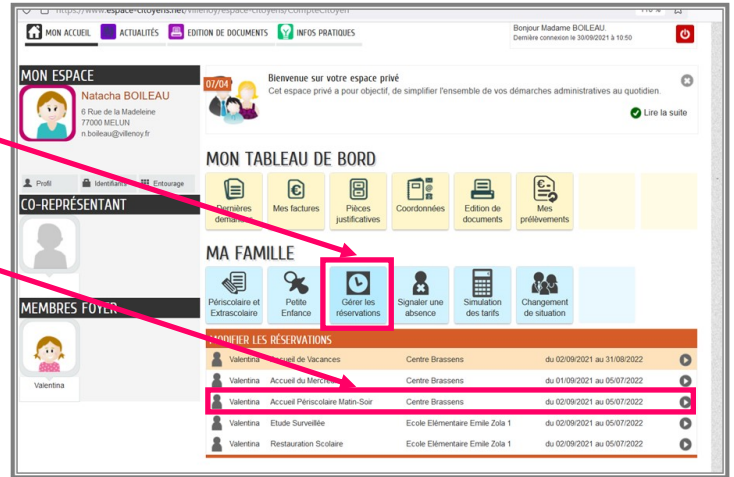 https://www.espace-citoyens.net/villenoy/espace-citoyens/CompteCitoyen
110 %
MON ACCUEIL
ACTUALITÉS
EDITION DE DOCUMENTS
INFOS PRATIQUES
Bonjour Madame BOILEAU.
Dernière connexion le 30/09/2021 à 10:50
MON ESPACE
Natacha BOILEAU
6 Rue de la Madeleine
77000 MELUN
n.boileau@villenoy.fr
Profil
Identifiants
Entourage
CO-REPRÉSENTANT
MEMBRES FOYER
Valentina
07/04
Bienvenue sur votre espace privé
Cet espace privé a pour objectif, de simplifier l'ensemble de vos démarches administratives au quotidien.
Lire la suite
MON TABLEAU DE BORD
Dernières demandes
Mes factures
Pièces justificatives
Coordonnées
Edition de documents
Mes prélèvements
MA FAMILLE
Périscolaire et Extrascolaire
Petite Enfance
Gérer les réservations
Signaler une absence
Simulation des tarifs
Changement de situation
MODIFIER LES RÉSERVATIONS
Valentina Accueil de Vacances Centre Brassens du 02/09/2021 au 31/08/2022
Valentina Accueil du Mercredi Centre Brassens du 01/09/2021 au 05/07/2022
Valentina Accueil Périscolaire Matin-Soir Centre Brassens du 02/09/2021 au 05/07/2022
Valentina Etude Surveillée Ecole Elémentaire Emile Zola 1 du 02/09/2021 au 05/07/2022
Valentina Restauration Scolaire Ecole Elémentaire Emile Zola 1 du 02/09/2021 au 05/07/2022